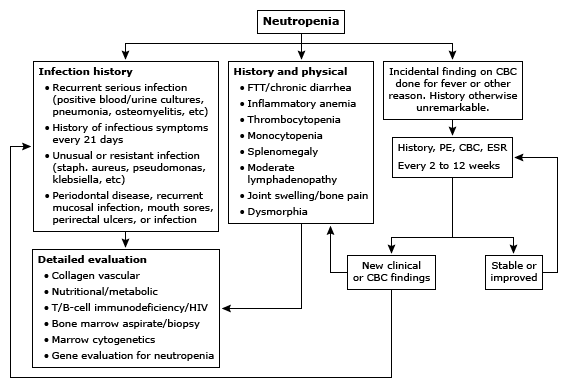 Neutropenia
Infection history
• Recurrent serious infection
(positive blood/urine cultures,
pneumonia, osteomyelitis, etc)
• History of infectious symptoms
every 21 days
• Unusual or resistant infection
(staph. aureus, pseudomonas,
klebsiella, etc)
• Periodontal disease, recurrent
mucosal infection, mouth sores,
perirectal ulcers, or infection
History and physical
• FTT/chronic diarrhea
• Inflammatory anemia
• Thrombocytopenia
• Monocytopenia
• Splenomegaly
• Moderate
lymphadenopathy
• Joint swelling/bone pain
• Dysmorphia
Incidental finding on CBC
done for fever or other
reason. History otherwise
unremarkable.
History, PE, CBC, ESR
Every 2 to 12 weeks
Detailed evaluation
• Collagen vascular
• Nutritional/metabolic
• T/B-cell immunodeficiency/HIV
• Bone marrow aspirate/biopsy
• Marrow cytogenetics
• Gene evaluation for neutropenia
New clinical
or CBC findings
Stable or
improved